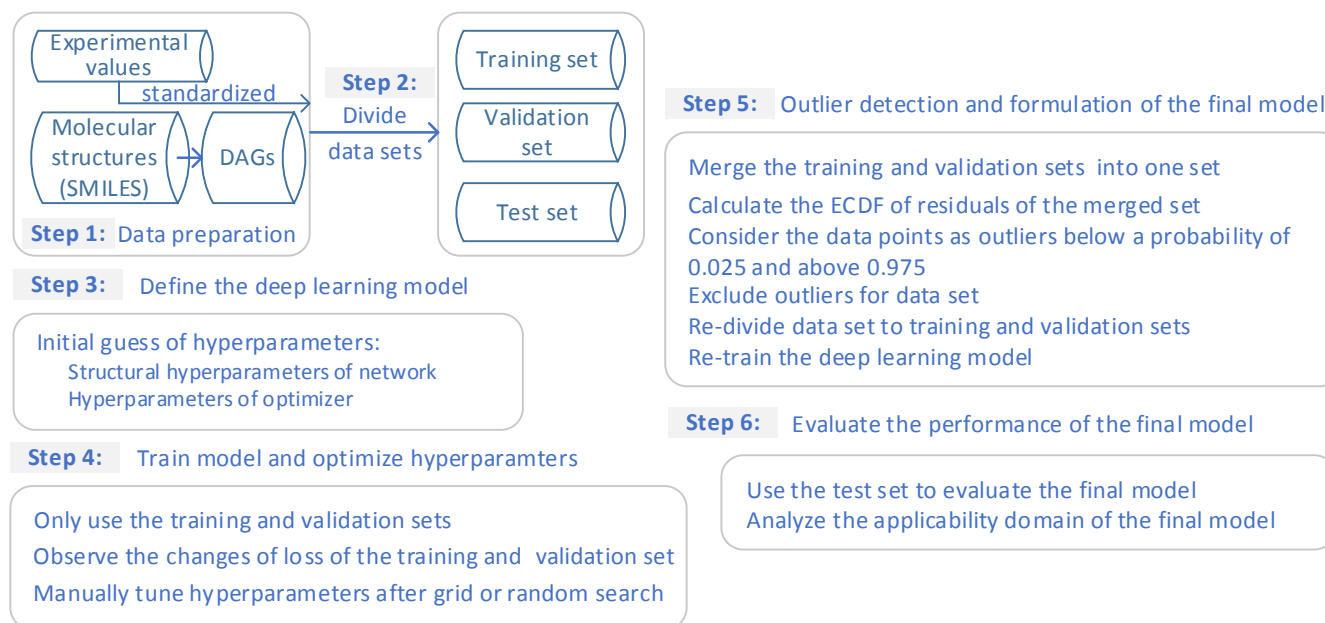 Experimental
values
standardized
Molecular
structures
(SMILES)
DAGs
Step 1: Data preparation
Step 2:
Divide
data sets
Training set
Validation
set
Test set
Step 3: Define the deep learning model
Initial guess of hyperparameters:
Structural hyperparameters of network
Hyperparameters of optimizer
Step 4: Train model and optimize hyperparamters
Only use the training and validation sets
Observe the changes of loss of the training and validation set
Manually tune hyperparameters after grid or random search
Step 5: Outlier detection and formulation of the final model
Merge the training and validation sets into one set
Calculate the ECDF of residuals of the merged set
Consider the data points as outliers below a probability of
0.025 and above 0.975
Exclude outliers for data set
Re-divide data set to training and validation sets
Re-train the deep learning model
Step 6: Evaluate the performance of the final model
Use the test set to evaluate the final model
Analyze the applicability domain of the final model